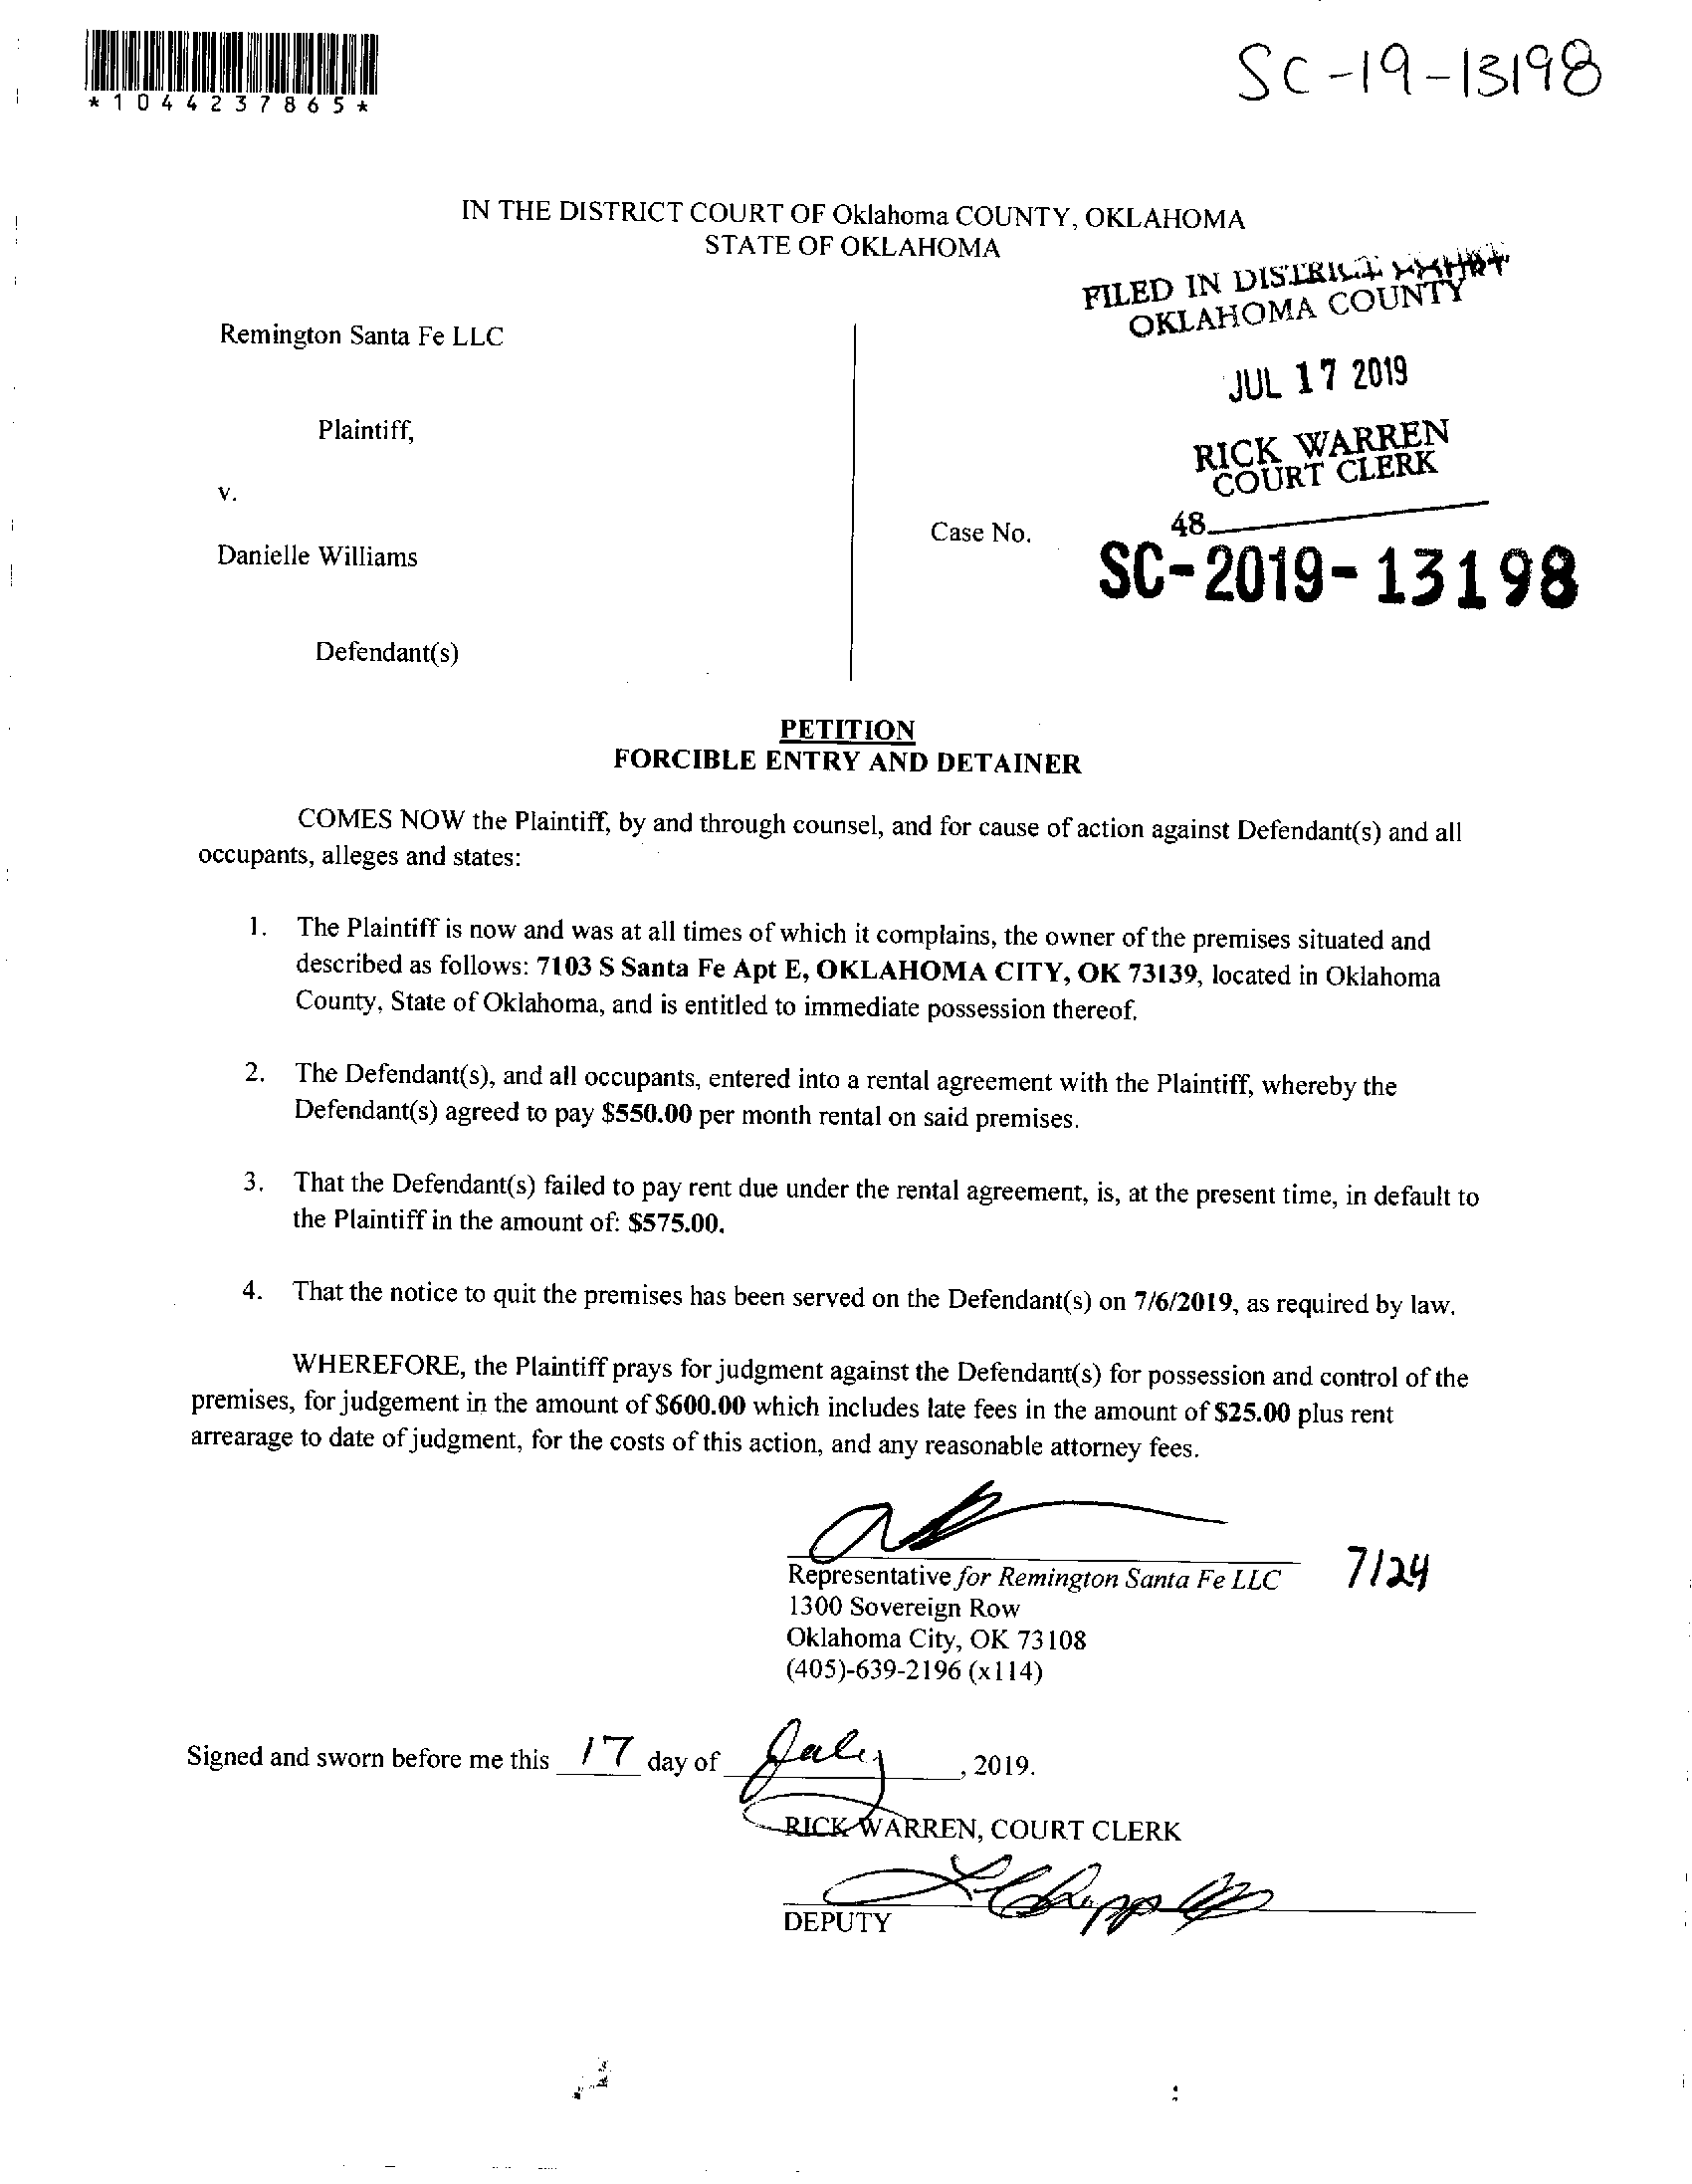 SC-19-13198
*1044237865*
IN THE DISTRICT COURT OF Oklahoma COUNTY, OKLAHOMA
STATE OF OKLAHOMA
FILED IN DISTRICT COURT
OKLAHOMA COUNTY
JUL 17 2019
RICK WARREN
COURT CLERK
48
Remington Santa Fe LLC
Plaintiff,
v.
Case No.
SC-2019-13198
Danielle Williams
Defendant(s)
PETITION
FORCIBLE ENTRY AND DETAINER
COMES NOW the Plaintiff, by and through counsel, and for cause of action against Defendant(s) and all
occupants, alleges and states:
1. The Plaintiff is now and was at all times of which it complains, the owner of the premises situated and
described as follows: 7103 S Santa Fe Apt E, OKLAHOMA CITY, OK 73139, located in Oklahoma
County, State of Oklahoma, and is entitled to immediate possession thereof.
2. The Defendant(s), and all occupants, entered into a rental agreement with the Plaintiff, whereby the
Defendant(s) agreed to pay $550.00 per month rental on said premises.
3. That the Defendant(s) failed to pay rent due under the rental agreement, is, at the present time, in default to
the Plaintiff in the amount of: $575.00.
4. That the notice to quit the premises has been served on the Defendant(s) on 7/6/2019, as required by law.
WHEREFORE, the Plaintiff prays for judgment against the Defendant(s) for possession and control of the
premises, for judgement in the amount of $600.00 which includes late fees in the amount of $25.00 plus rent
arrearage to date of judgment, for the costs of this action, and any reasonable attorney fees.
Representative for Remington Santa Fe LLC
7/24
1300 Sovereign Row
Oklahoma City, OK 73108
(405)-639-2196 (x114)
Signed and sworn before me this 17 day of July, 2019.
RICK WARREN, COURT CLERK
DEPUTY